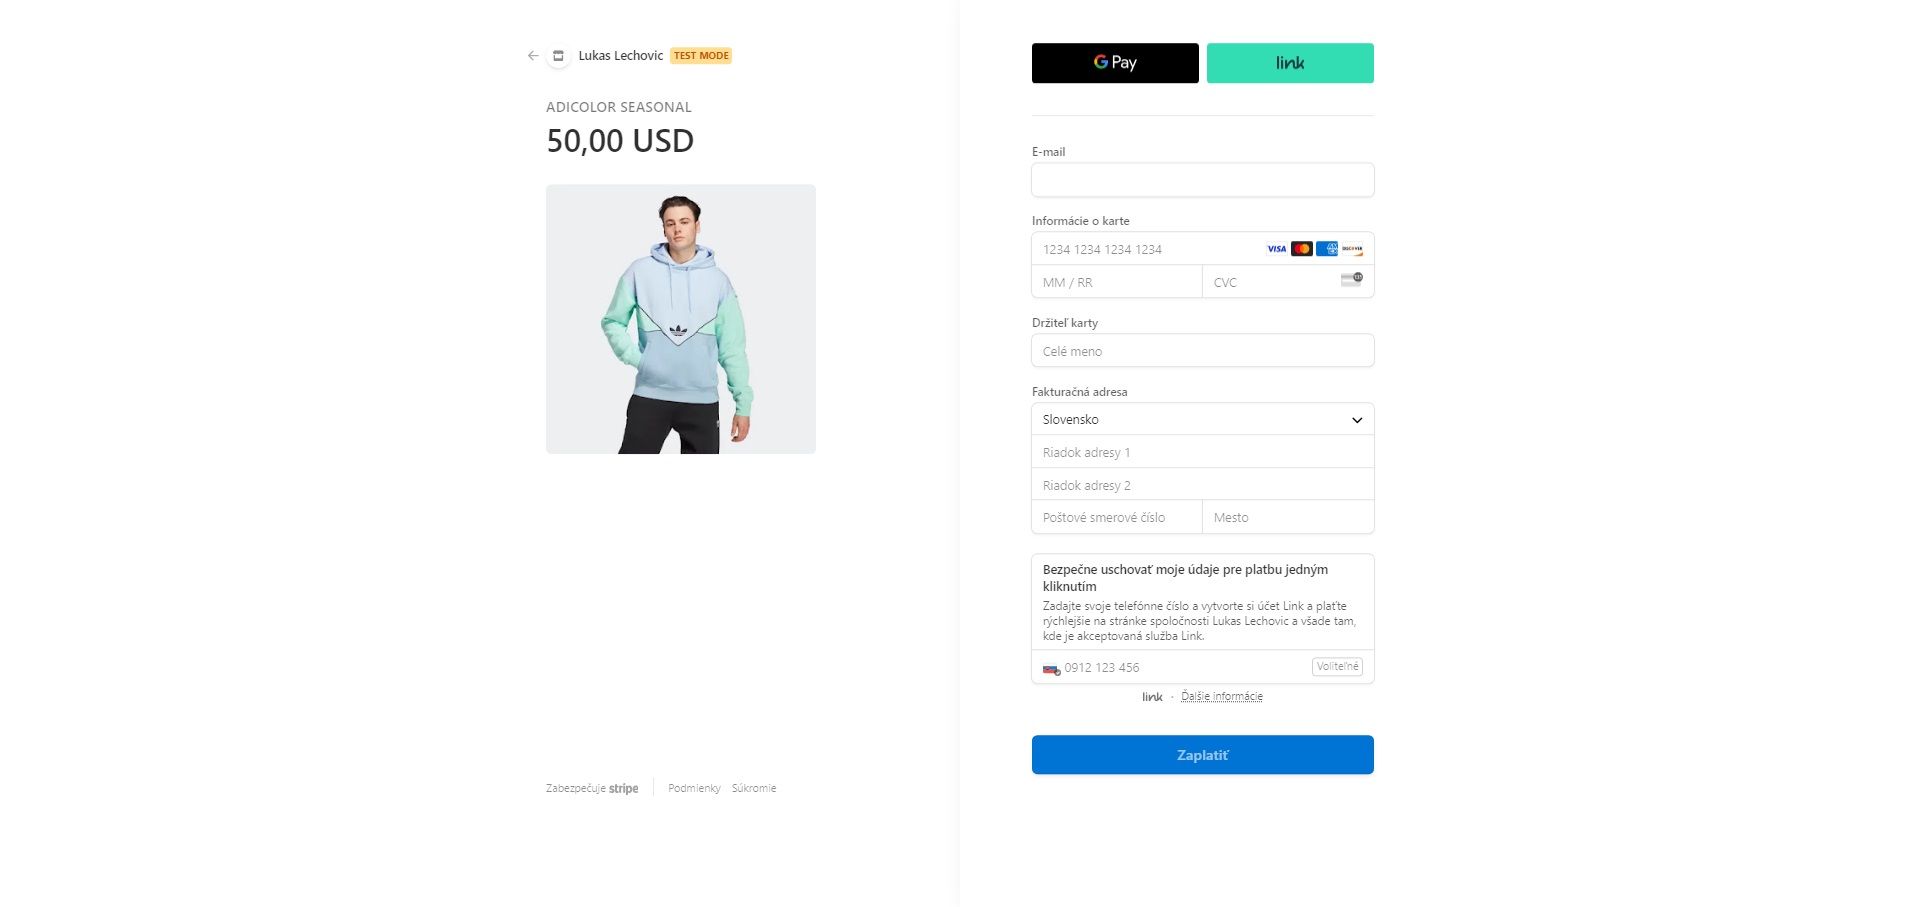 Lukas Lechovic TEST MODE
ADICOLOR SEASONAL
50,00 USD
Zabezpečuje stripe
Podmienky Súkromie
G Pay
link
E-mail
Informácie o karte
1234 1234 1234 1234 VISA AMEX DISCOVER
MM / RR CVC
Držiteľ karty
Celé meno
Fakturačná adresa
Slovensko
Riadok adresy 1
Riadok adresy 2
Poštové smerové číslo Mesto
Bezpečne uschovať moje údaje pre platbu jedným
kliknutím
Zadajte svoje telefónne číslo a vytvorte si účet Link a plaťte
rýchlejšie na stránke spoločnosti Lukas Lechovic a všade tam,
kde je akceptovaná služba Link.
0912 123 456 Voliteľné
link · Ďalšie informácie
Zaplatiť